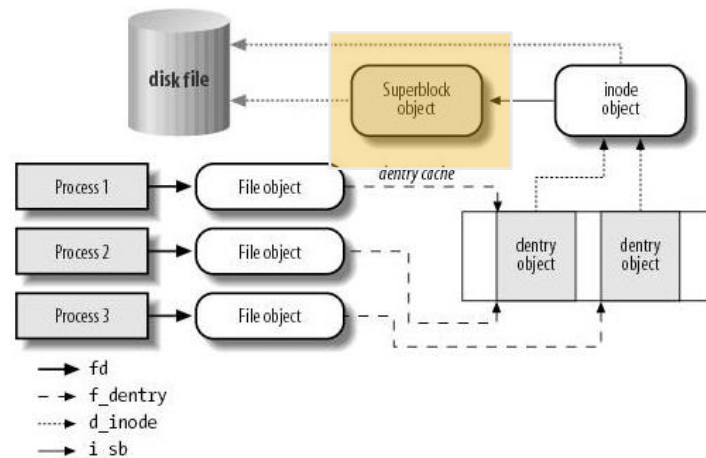 disk file
Superblock
object
inode
object
dentry cache
Process 1
File object
Process 2
File object
Process 3
File object
dentry
object
dentry
object
fd
f_dentry
d_inode
i sb